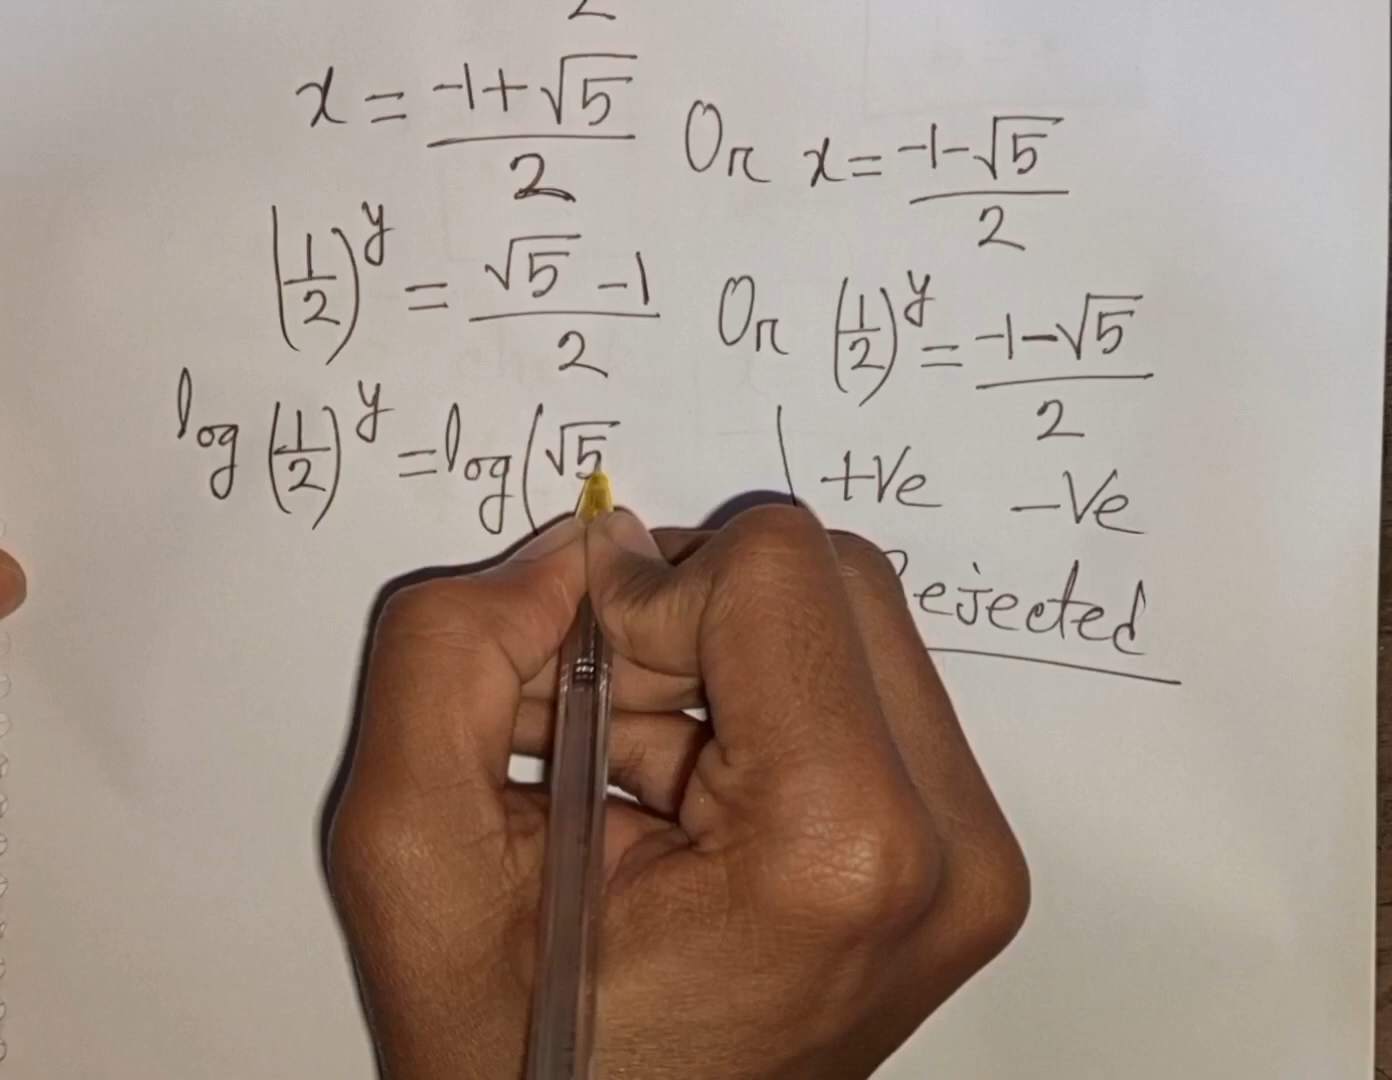 x = (-1+√5)/2 Or x = (-1-√5)/2
(1/2)^y = (√5 -1)/2 Or (1/2)^y = (-1-√5)/2
log (1/2)^y = log (√5
+ve -ve
Rejected